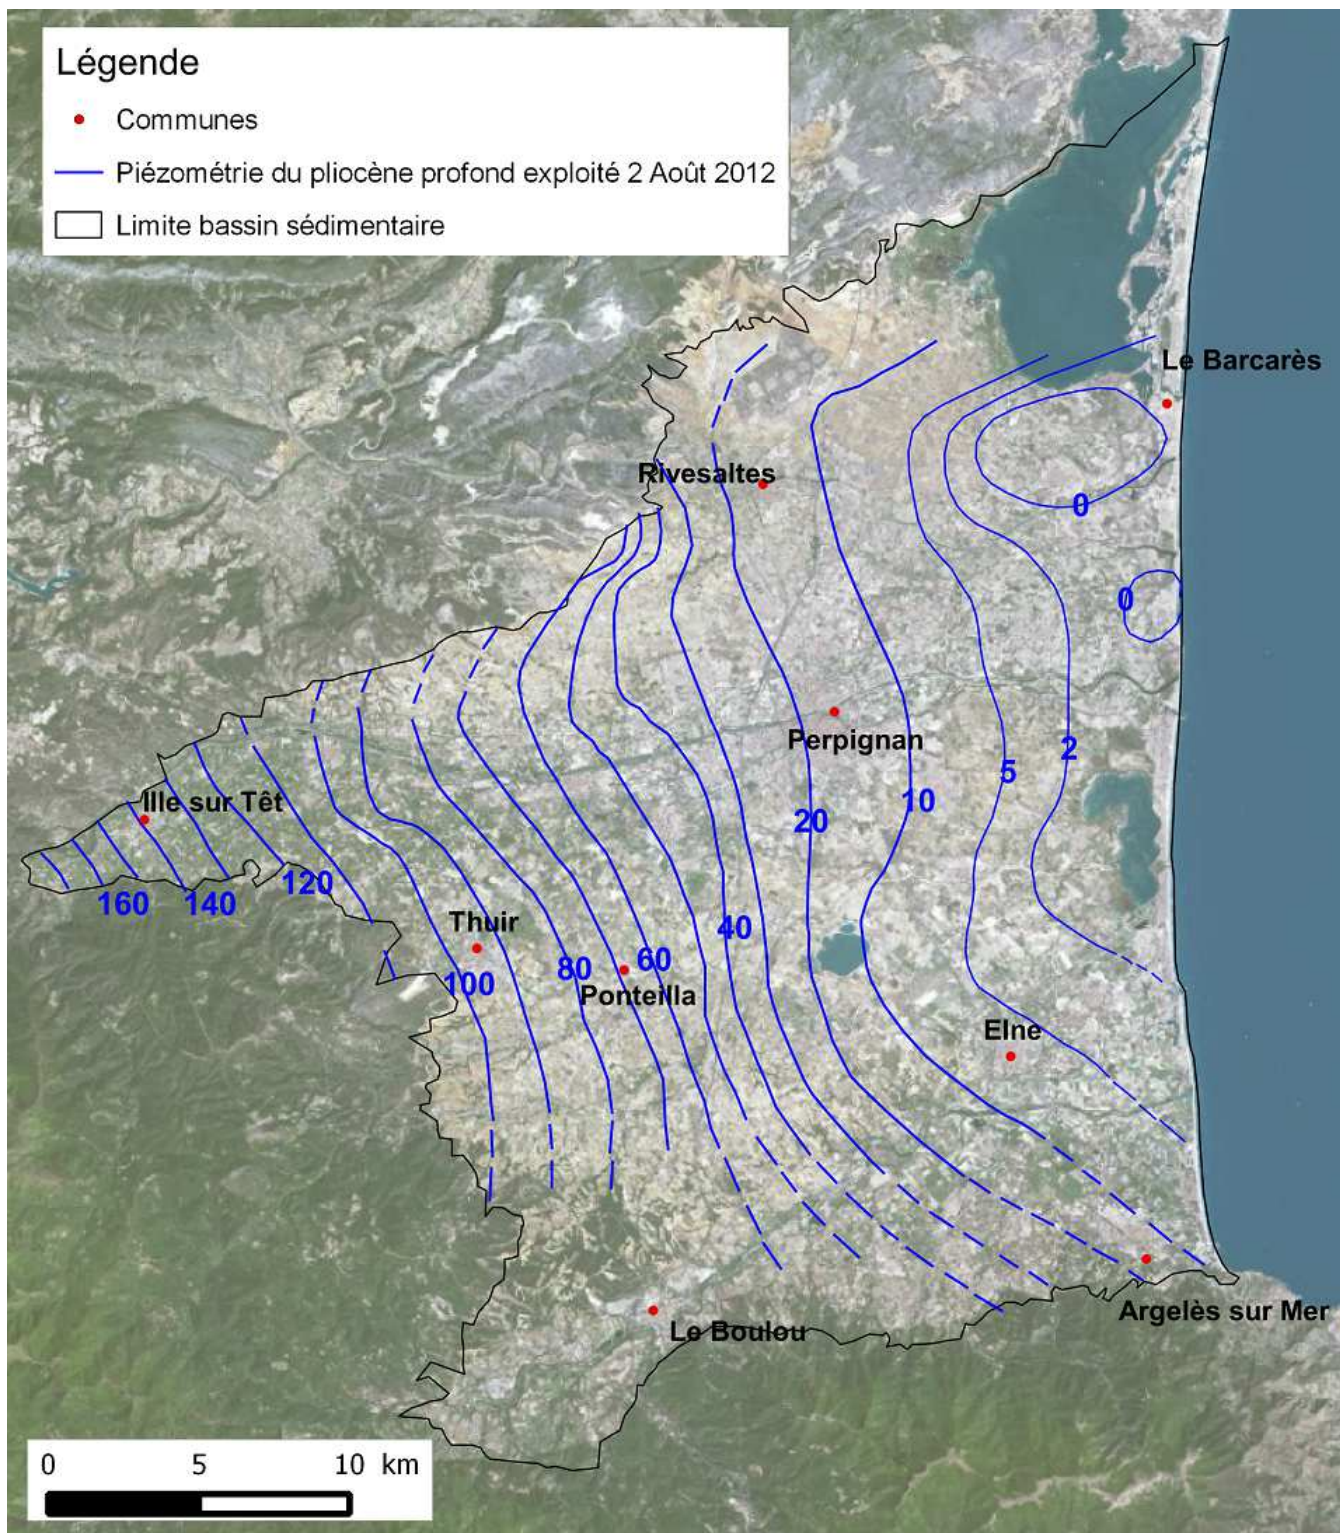 Légende
Communes
Piézométrie du pliocène profond exploité 2 Août 2012
Limite bassin sédimentaire
Le Barcarès
Rivesaltes
0
0
Perpignan
2
5
10
20
Ille sur Têt
160
140
120
Thuir
40
60
80
100
Ponteilla
Elne
Argelès sur Mer
Le Boulou
0 5 10 km